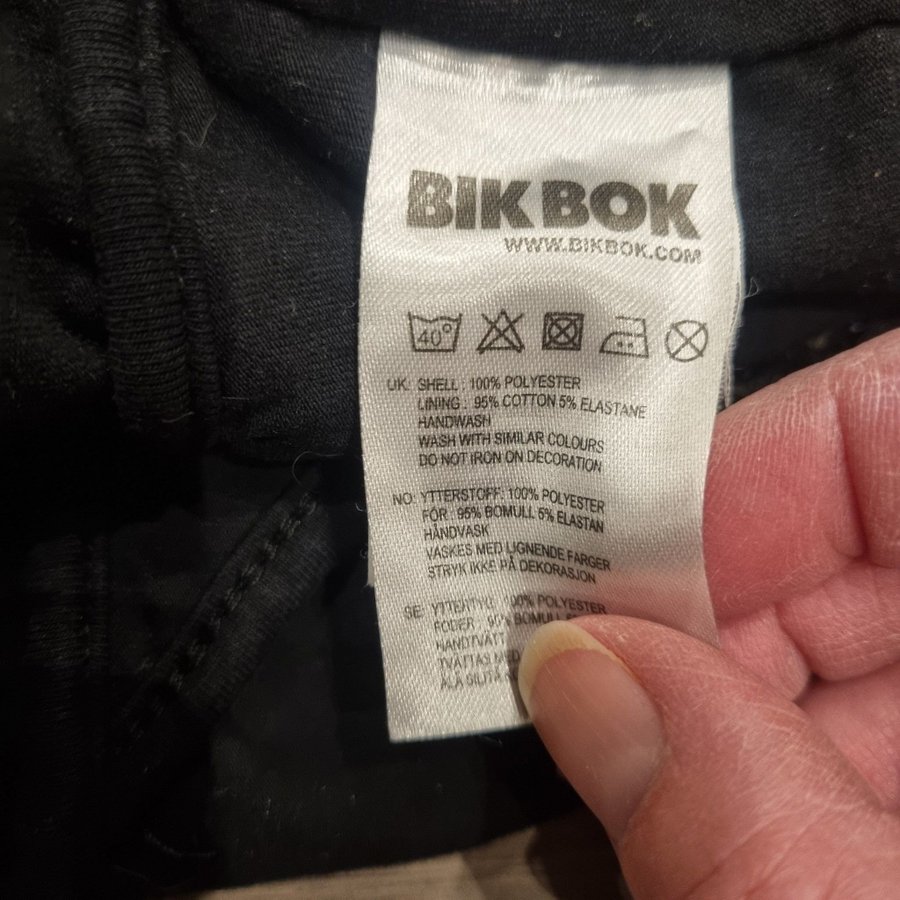 BIK BOK
WWW.BIKBOK.COM
40°
UK: SHELL : 100% POLYESTER
LINING : 95% COTTON 5% ELASTANE
HANDWASH
WASH WITH SIMILAR COLOURS
DO NOT IRON ON DECORATION
NO: YTTERSTOFF: 100% POLYESTER
FÔR : 95% BOMULL 5% ELASTAN
HÅNDVASK
VASKES MED LIGNENDE FARGER
STRYK IKKE PÅ DEKORASJON
SE: YTTERTYG: 100% POLYESTER
FODER : 95% BOMULL
HANDTVÄTT
TVÄTTAS